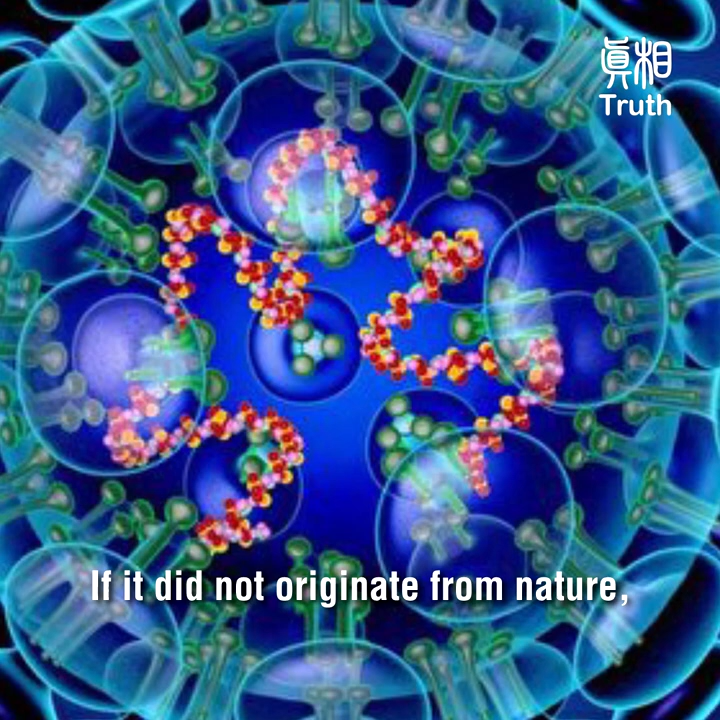 真相
Truth
If it did not originate from nature,